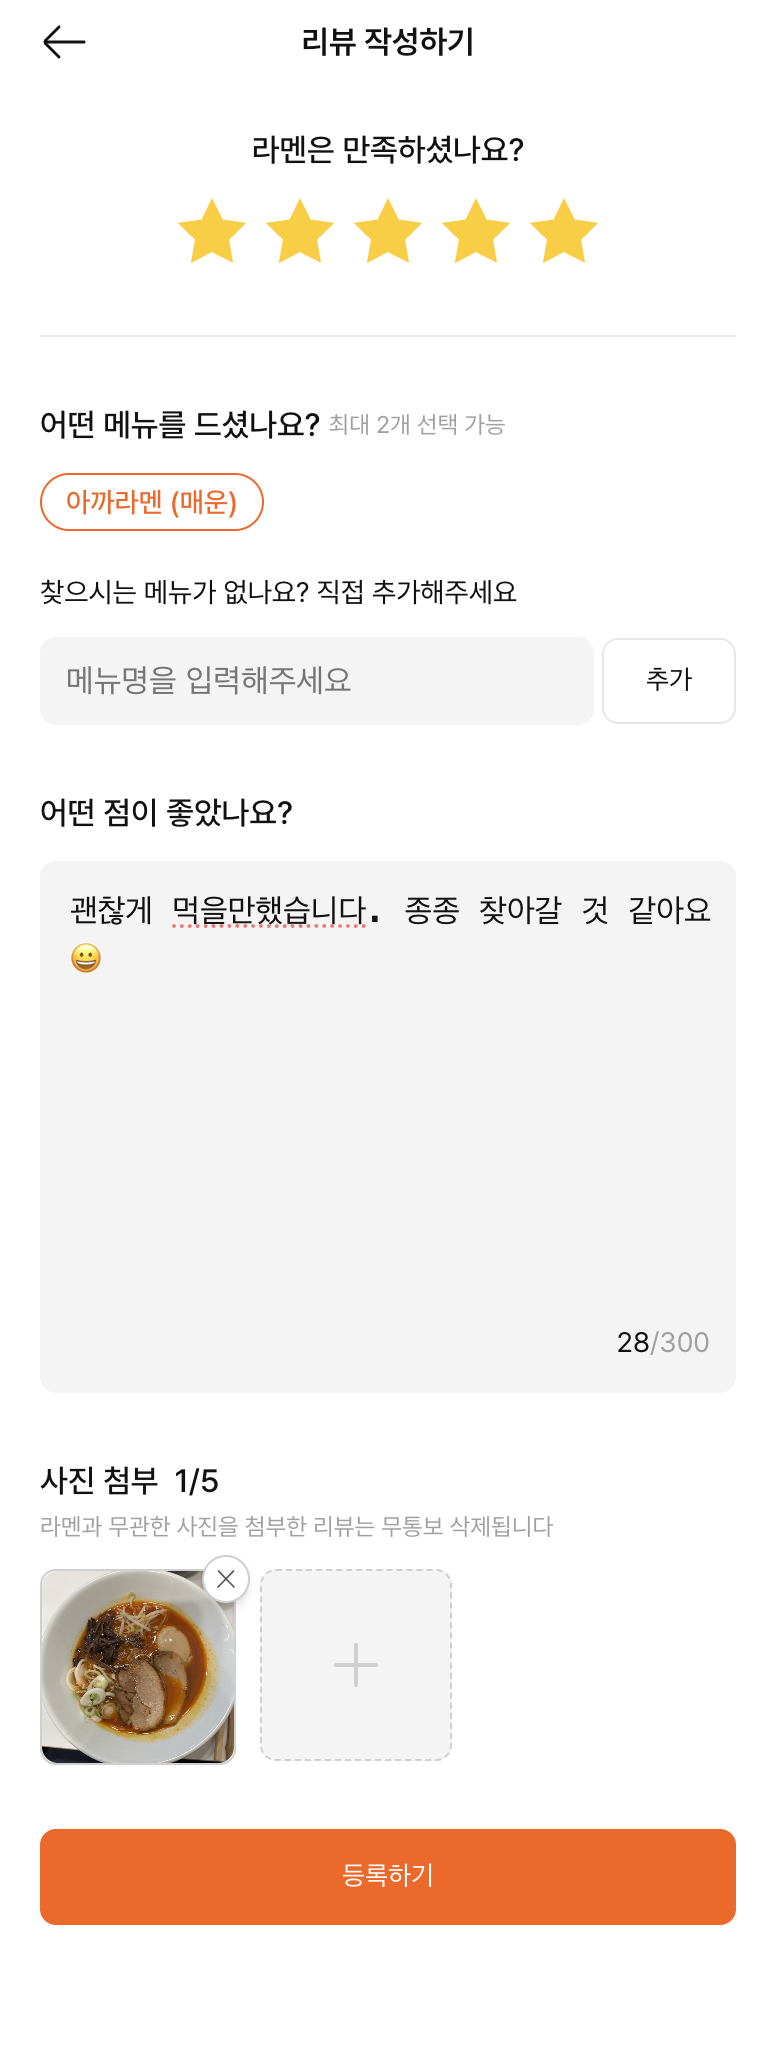 리뷰 작성하기
라멘은 만족하셨나요?
어떤 메뉴를 드셨나요? 최대 2개 선택 가능
아까라멘 (매운)
찾으시는 메뉴가 없나요? 직접 추가해주세요
메뉴명을 입력해주세요
추가
어떤 점이 좋았나요?
괜찮게 먹을만했습니다. 종종 찾아갈 것 같아요
😀
28/300
사진 첨부 1/5
라멘과 무관한 사진을 첨부한 리뷰는 무통보 삭제됩니다
등록하기